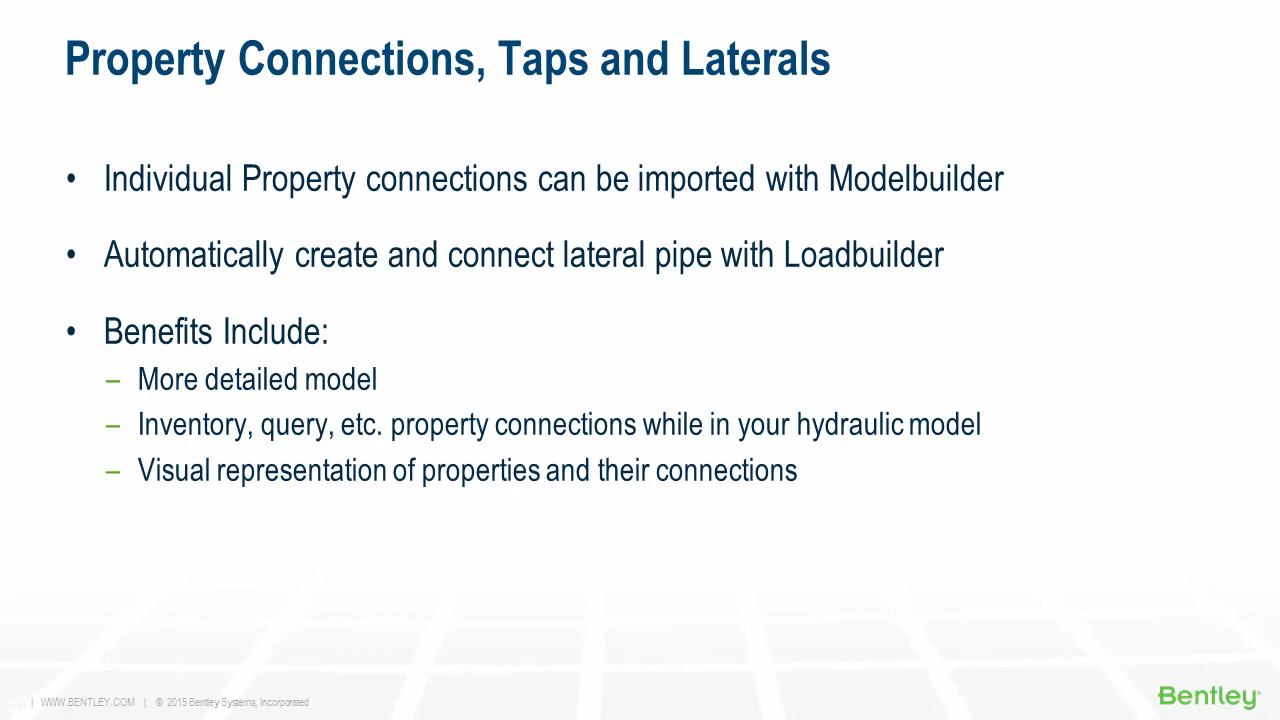 Property Connections, Taps and Laterals
• Individual Property connections can be imported with Modelbuilder
• Automatically create and connect lateral pipe with Loadbuilder
• Benefits Include:
– More detailed model
– Inventory, query, etc. property connections while in your hydraulic model
– Visual representation of properties and their connections
| WWW.BENTLEY.COM | © 2015 Bentley Systems, Incorporated
Bentley®